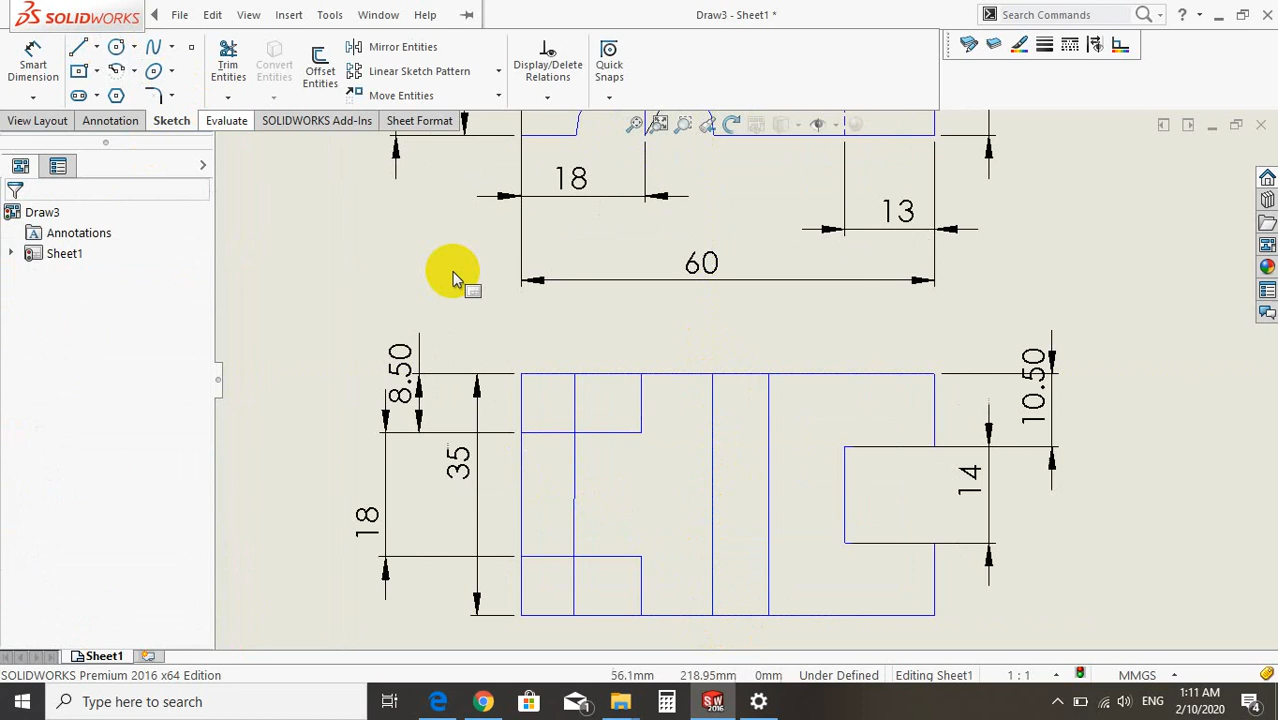 SOLIDWORKS File Edit View Insert Tools Window Help Draw3 - Sheet1 * Search Commands ?
Smart Dimension
Trim Entities
Convert Entities
Offset Entities
Mirror Entities
Linear Sketch Pattern
Move Entities
Display/Delete Relations
Quick Snaps
View Layout Annotation Sketch Evaluate SOLIDWORKS Add-Ins Sheet Format
Draw3
A Annotations
Sheet1
18
13
60
8.50
10.50
35
14
18
Sheet1
SOLIDWORKS Premium 2016 x64 Edition 56.1mm 218.95mm 0mm Under Defined Editing Sheet1 1 : 1 MMGS
Type here to search
1
SW
2016
ENG
1:11 AM
2/10/2020
4